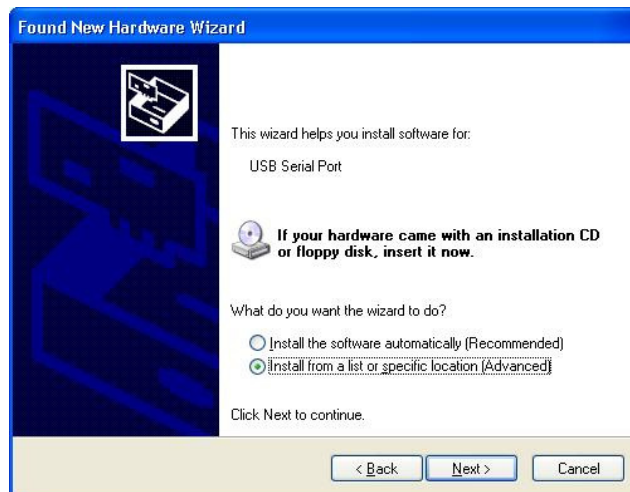 Found New Hardware Wizard
This wizard helps you install software for:
USB Serial Port
If your hardware came with an installation CD
or floppy disk, insert it now.
What do you want the wizard to do?
Install the software automatically (Recommended)
Install from a list or specific location (Advanced)
Click Next to continue.
< Back Next > Cancel